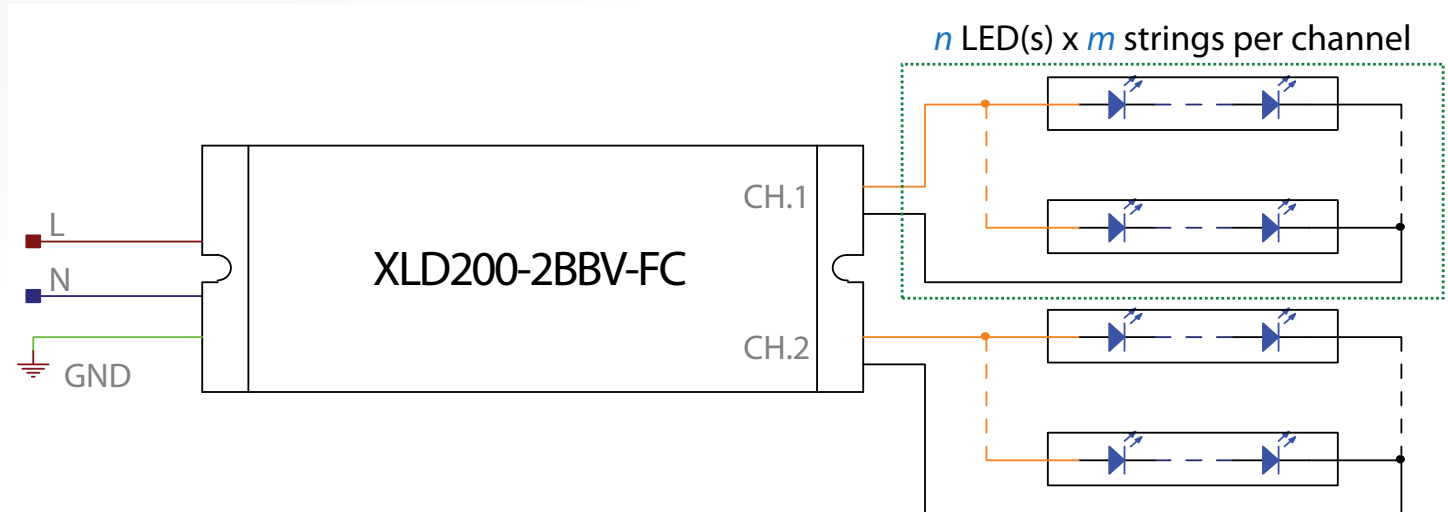 n LED(s) x m strings per channel
CH.1
L
XLD200-2BBV-FC
N
CH.2
GND